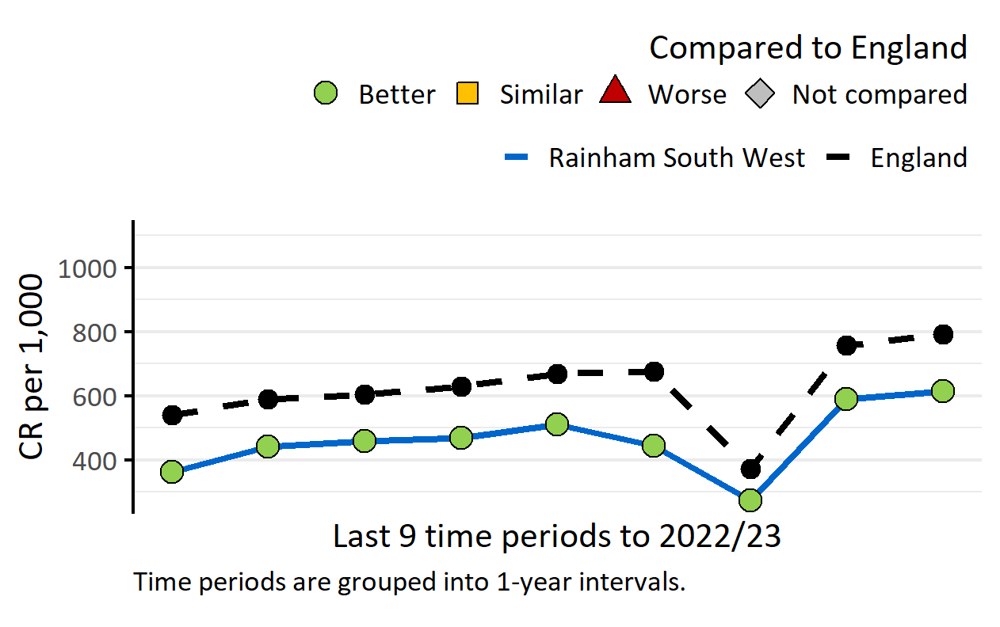 Compared to England
Better Similar Worse Not compared
Rainham South West England
CR per 1,000
1000
800
600
400
Last 9 time periods to 2022/23
Time periods are grouped into 1-year intervals.